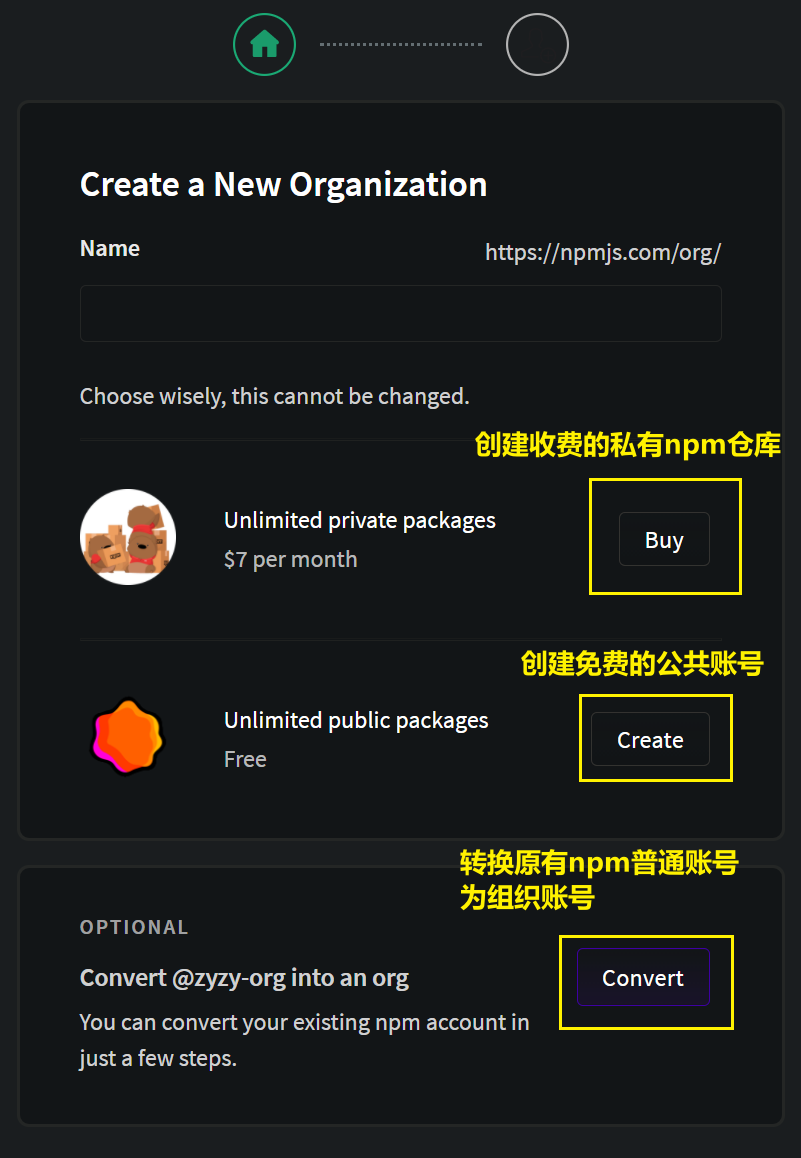 Create a New Organization
Name
https://npmjs.com/org/
Choose wisely, this cannot be changed.
创建收费的私有npm仓库
Unlimited private packages
Buy
$7 per month
创建免费的公共账号
Unlimited public packages
Create
Free
转换原有npm普通账号
为组织账号
OPTIONAL
Convert @zyzy-org into an org
Convert
You can convert your existing npm account in
just a few steps.